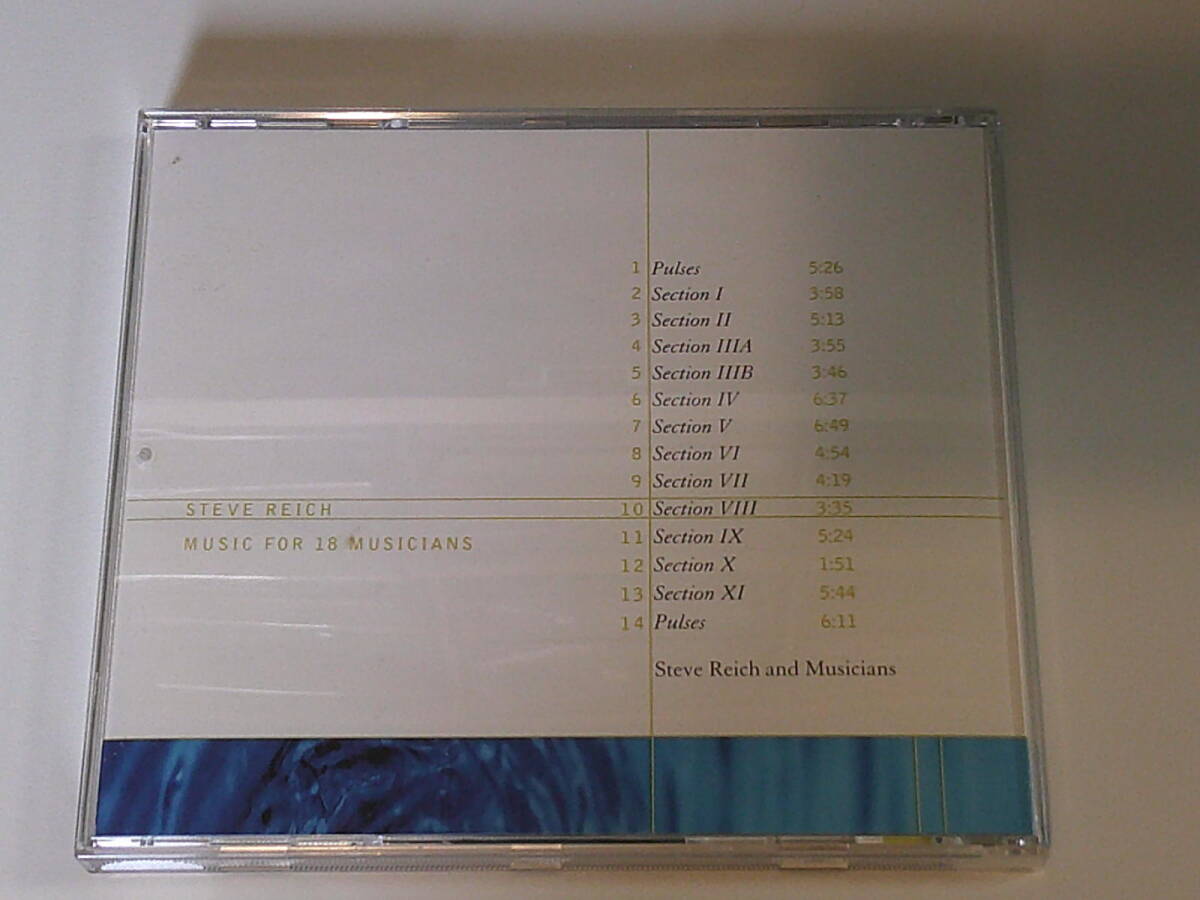 1 Pulses 5:26
2 Section I 3:58
3 Section II 5:13
4 Section IIIA 3:55
5 Section IIIB 3:46
6 Section IV 6:37
7 Section V 6:49
8 Section VI 4:54
9 Section VII 4:19
STEVE REICH 10 Section VIII 3:35
MUSIC FOR 18 MUSICIANS 11 Section IX 5:24
12 Section X 1:51
13 Section XI 5:44
14 Pulses 6:11
Steve Reich and Musicians